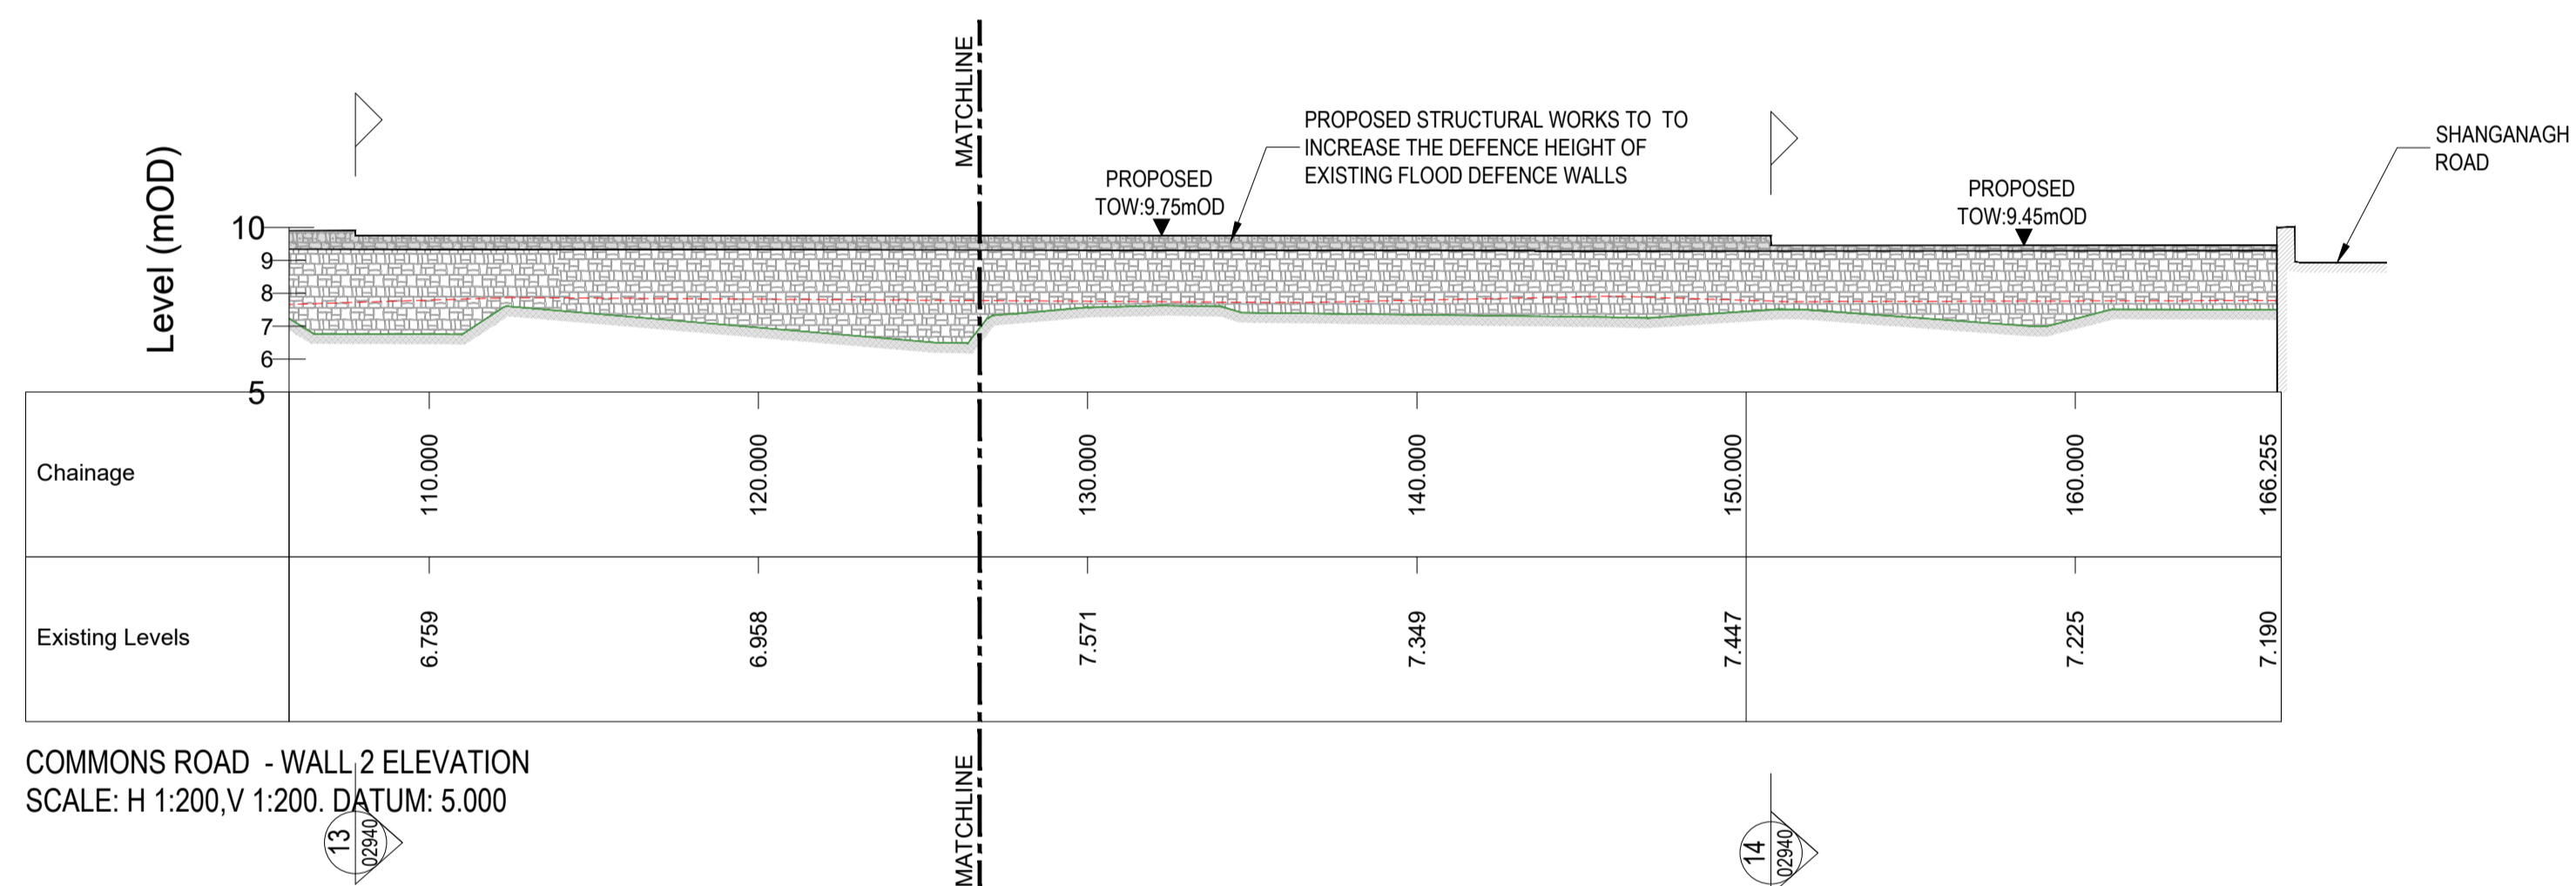 MATCHLINE
PROPOSED STRUCTURAL WORKS TO TO
INCREASE THE DEFENCE HEIGHT OF
EXISTING FLOOD DEFENCE WALLS
SHANGANAGH
ROAD
PROPOSED
TOW:9.75mOD
PROPOSED
TOW:9.45mOD
Level (mOD)
10
9
8
7
6
5
Chainage
110.000
120.000
130.000
140.000
150.000
160.000
166.255
Existing Levels
6.759
6.958
7.571
7.349
7.447
7.225
7.190
COMMONS ROAD - WALL 2 ELEVATION
SCALE: H 1:200,V 1:200. DATUM: 5.000
13
02940
MATCHLINE
14
02940